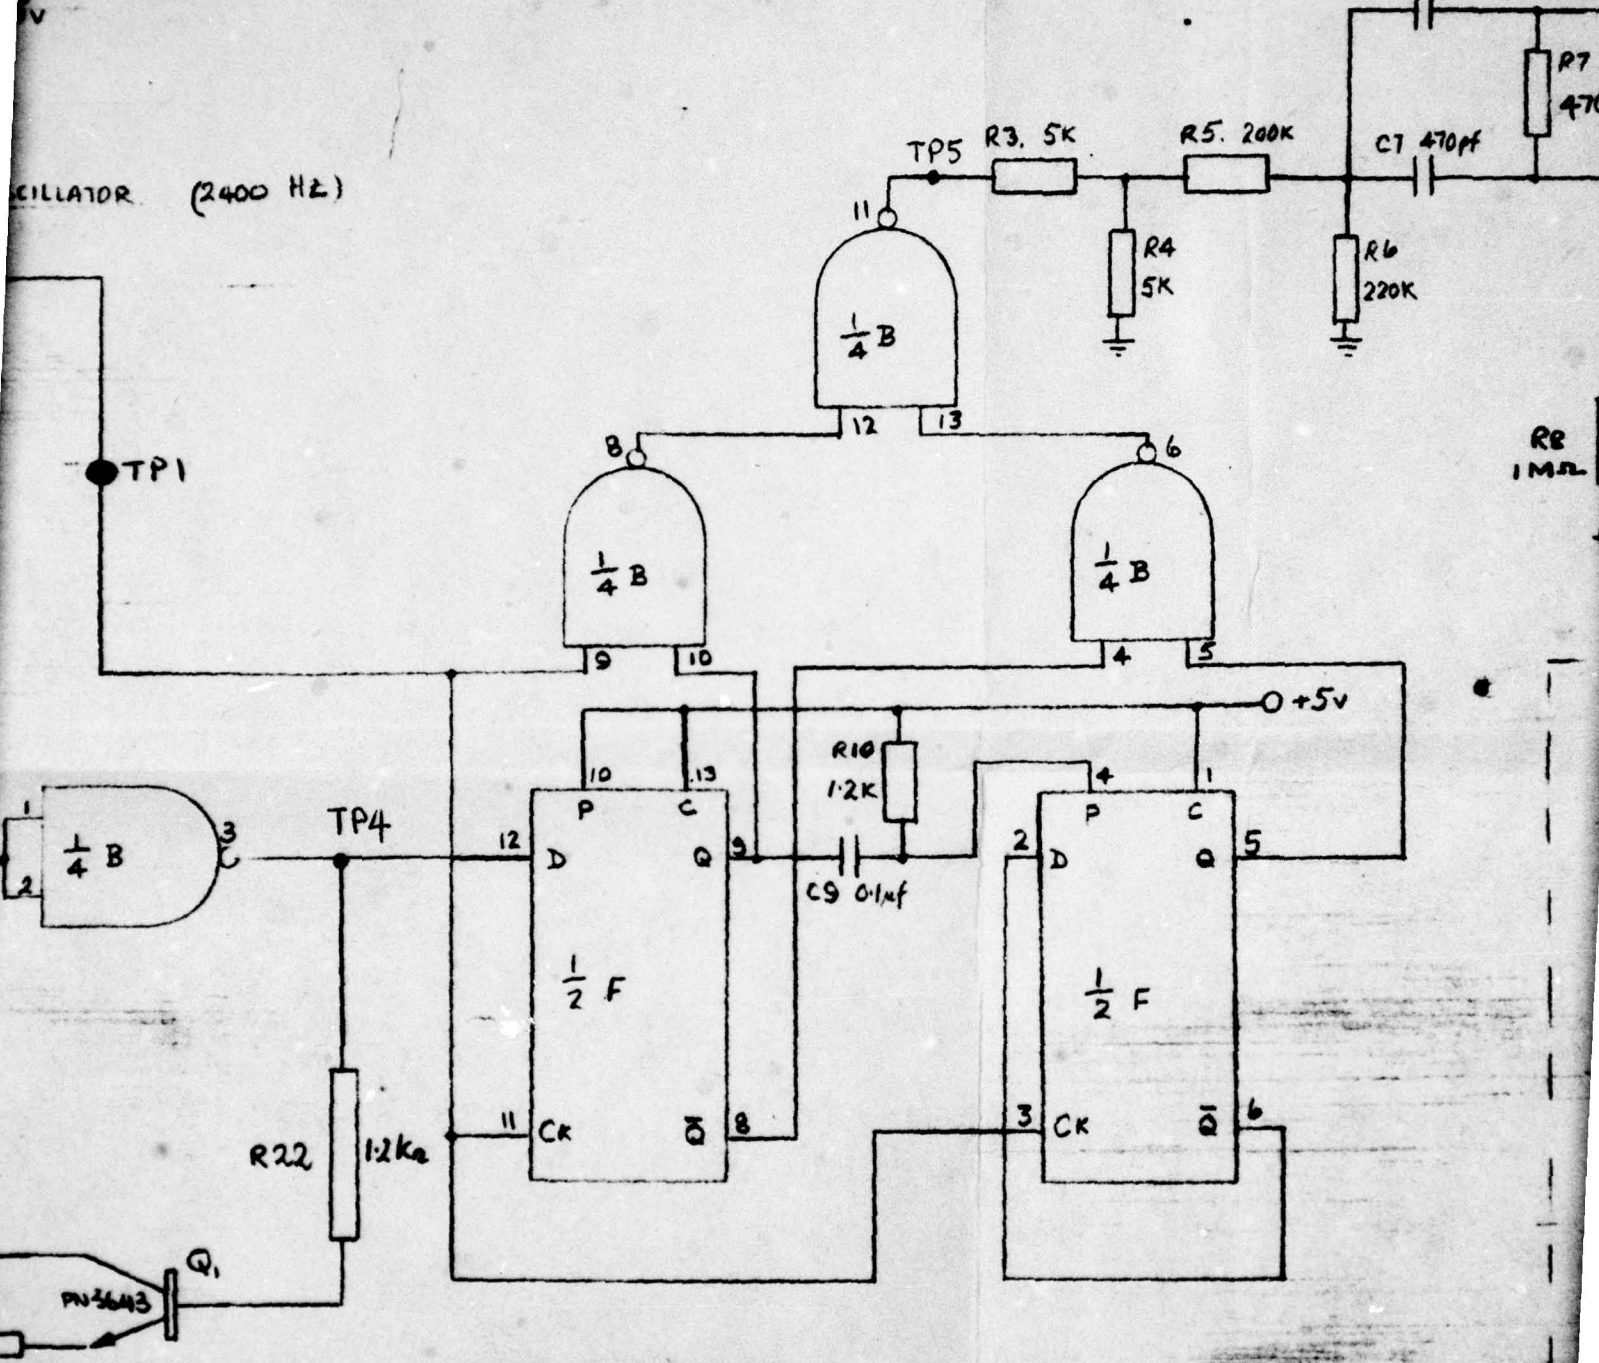 V
CILLATOR (2400 HZ)
TP5
R3. 5K
R5. 200K
C7 470pf
R7
470
11
R4
5K
R6
220K
1/4 B
12
13
8
6
R8
1MΩ
TP1
1/4 B
1/4 B
9
10
4
5
+5v
10
13
R10
1.2K
4
1
P
C
P
C
1
2
1/4 B
3
TP4
12
D
Q
9
C9 0.1μf
2
D
Q
5
1/2 F
1/2 F
11
CK
Q̅
8
3
CK
Q̅
6
R22
1.2KΩ
Q1
PN3643